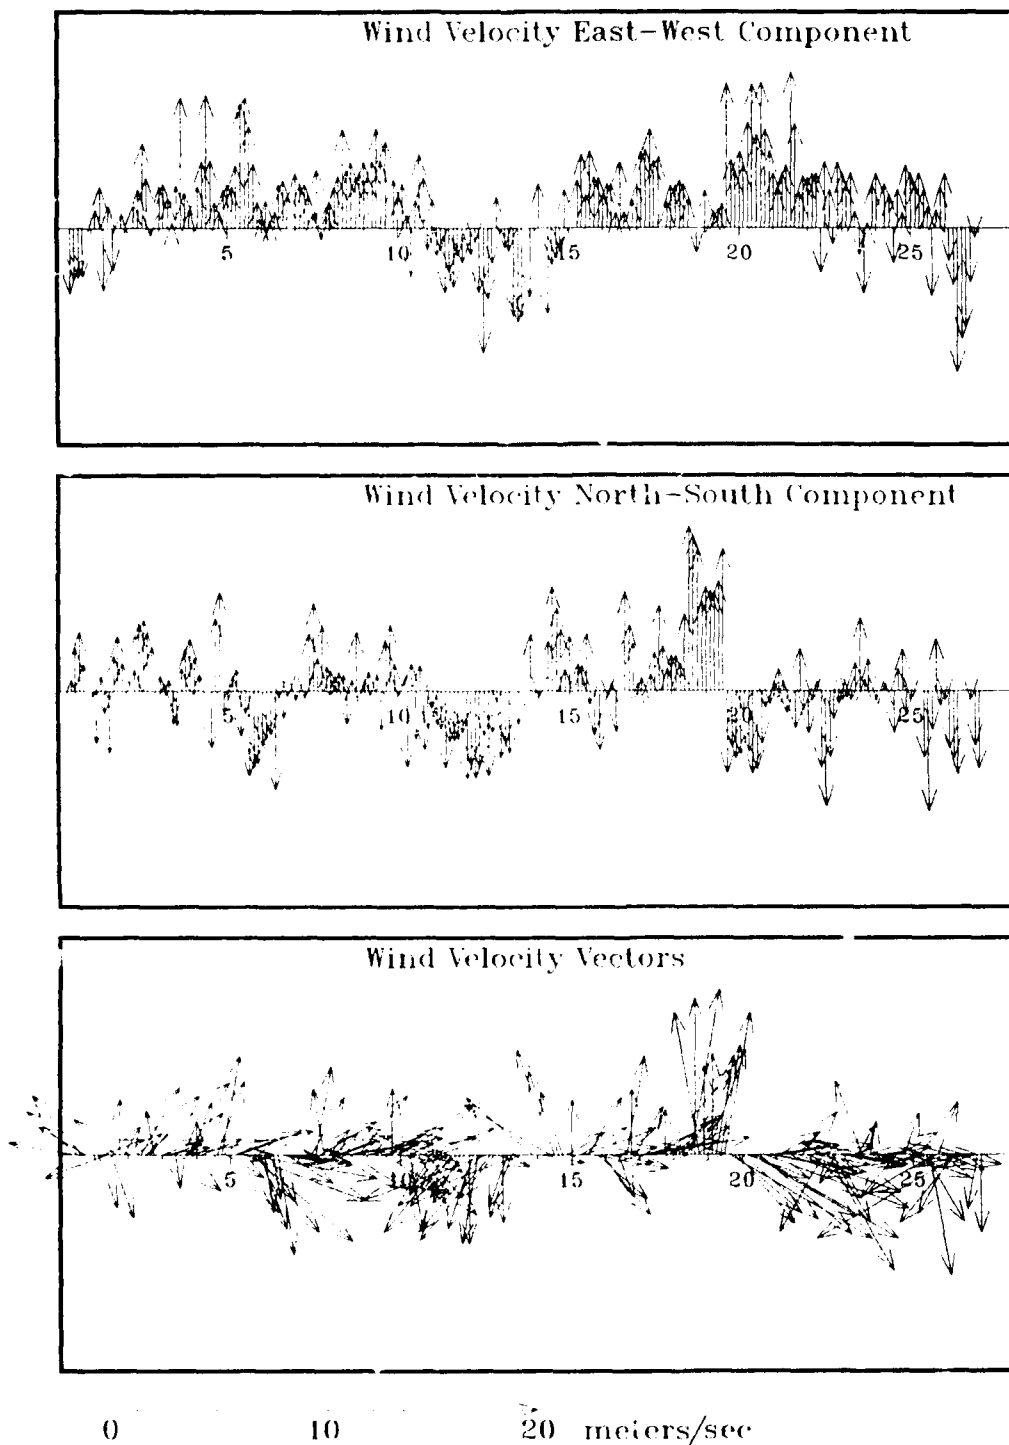 Wind Velocity East-West Component
5 10 15 20 25
Wind Velocity North-South Component
5 10 15 20 25
Wind Velocity Vectors
5 10 15 20 25
0 10 20 meters/sec